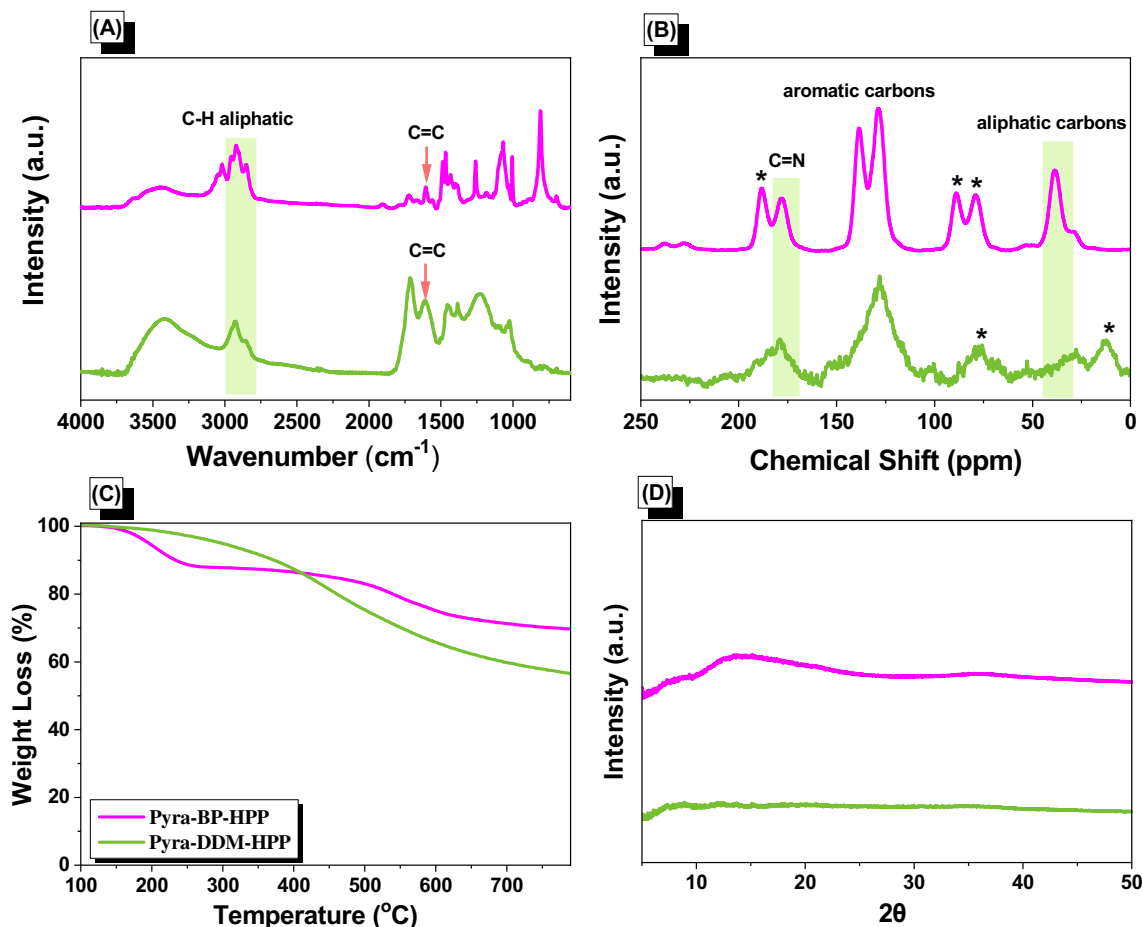 (A)
C-H aliphatic
C=C
C=C
Intensity (a.u.)
4000 3500 3000 2500 2000 1500 1000
Wavenumber (cm⁻¹)
(B)
aromatic carbons
aliphatic carbons
C=N
* * *
* *
Intensity (a.u.)
250 200 150 100 50 0
Chemical Shift (ppm)
(C)
100
80
60
40
20
0
Weight Loss (%)
Pyra-BP-HPP
Pyra-DDM-HPP
100 200 300 400 500 600 700
Temperature (°C)
(D)
Intensity (a.u.)
10 20 30 40 50
2θ